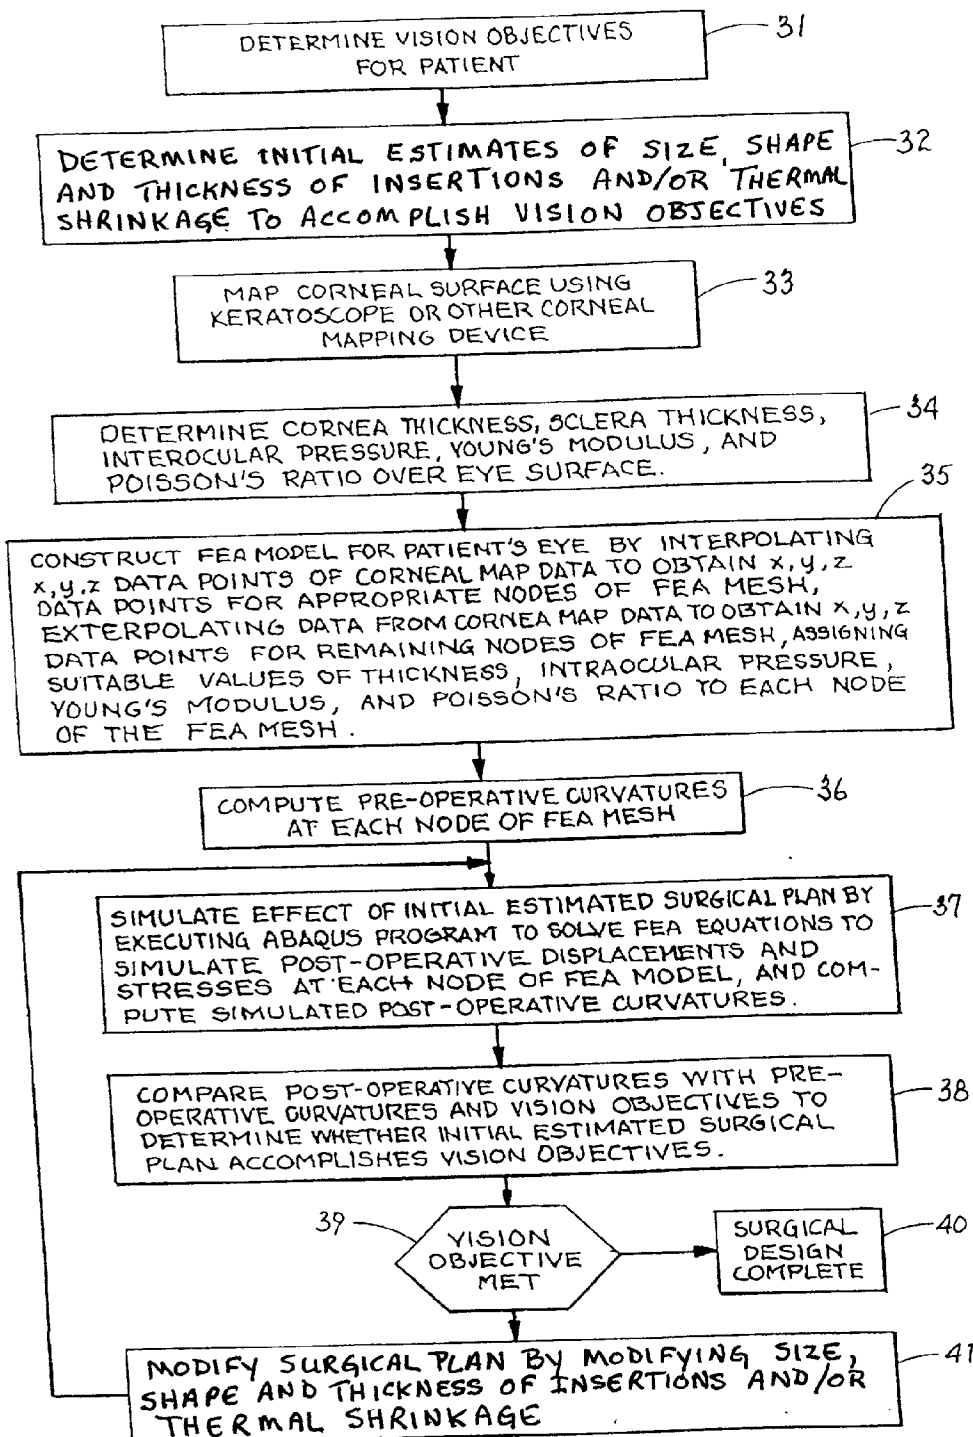 DETERMINE VISION OBJECTIVES
FOR PATIENT
31
DETERMINE INITIAL ESTIMATES OF SIZE, SHAPE
AND THICKNESS OF INSERTIONS AND/OR THERMAL
SHRINKAGE TO ACCOMPLISH VISION OBJECTIVES
32
MAP CORNEAL SURFACE USING
KERATOSCOPE OR OTHER CORNEAL
MAPPING DEVICE
33
DETERMINE CORNEA THICKNESS, SCLERA THICKNESS,
INTEROCULAR PRESSURE, YOUNG'S MODULUS, AND
POISSON'S RATIO OVER EYE SURFACE.
34
35
CONSTRUCT FEA MODEL FOR PATIENT'S EYE BY INTERPOLATING
X, Y, Z DATA POINTS OF CORNEAL MAP DATA TO OBTAIN X, Y, Z
DATA POINTS FOR APPROPRIATE NODES OF FEA MESH,
EXTERPOLATING DATA FROM CORNEA MAP DATA TO OBTAIN X, Y, Z
DATA POINTS FOR REMAINING NODES OF FEA MESH, ASSIGNING
SUITABLE VALUES OF THICKNESS, INTRAOCULAR PRESSURE,
YOUNG'S MODULUS, AND POISSON'S RATIO TO EACH NODE
OF THE FEA MESH.
COMPUTE PRE-OPERATIVE CURVATURES
AT EACH NODE OF FEA MESH
36
SIMULATE EFFECT OF INITIAL ESTIMATED SURGICAL PLAN BY
EXECUTING ABAQUS PROGRAM TO SOLVE FEA EQUATIONS TO
SIMULATE POST-OPERATIVE DISPLACEMENTS AND
STRESSES AT EACH NODE OF FEA MODEL, AND COM-
PUTE SIMULATED POST-OPERATIVE CURVATURES.
37
COMPARE POST-OPERATIVE CURVATURES WITH PRE-
OPERATIVE CURVATURES AND VISION OBJECTIVES TO
DETERMINE WHETHER INITIAL ESTIMATED SURGICAL
PLAN ACCOMPLISHES VISION OBJECTIVES.
38
39
VISION
OBJECTIVE
MET
SURGICAL
DESIGN
COMPLETE
40
MODIFY SURGICAL PLAN BY MODIFYING SIZE,
SHAPE AND THICKNESS OF INSERTIONS AND/OR
THERMAL SHRINKAGE
41